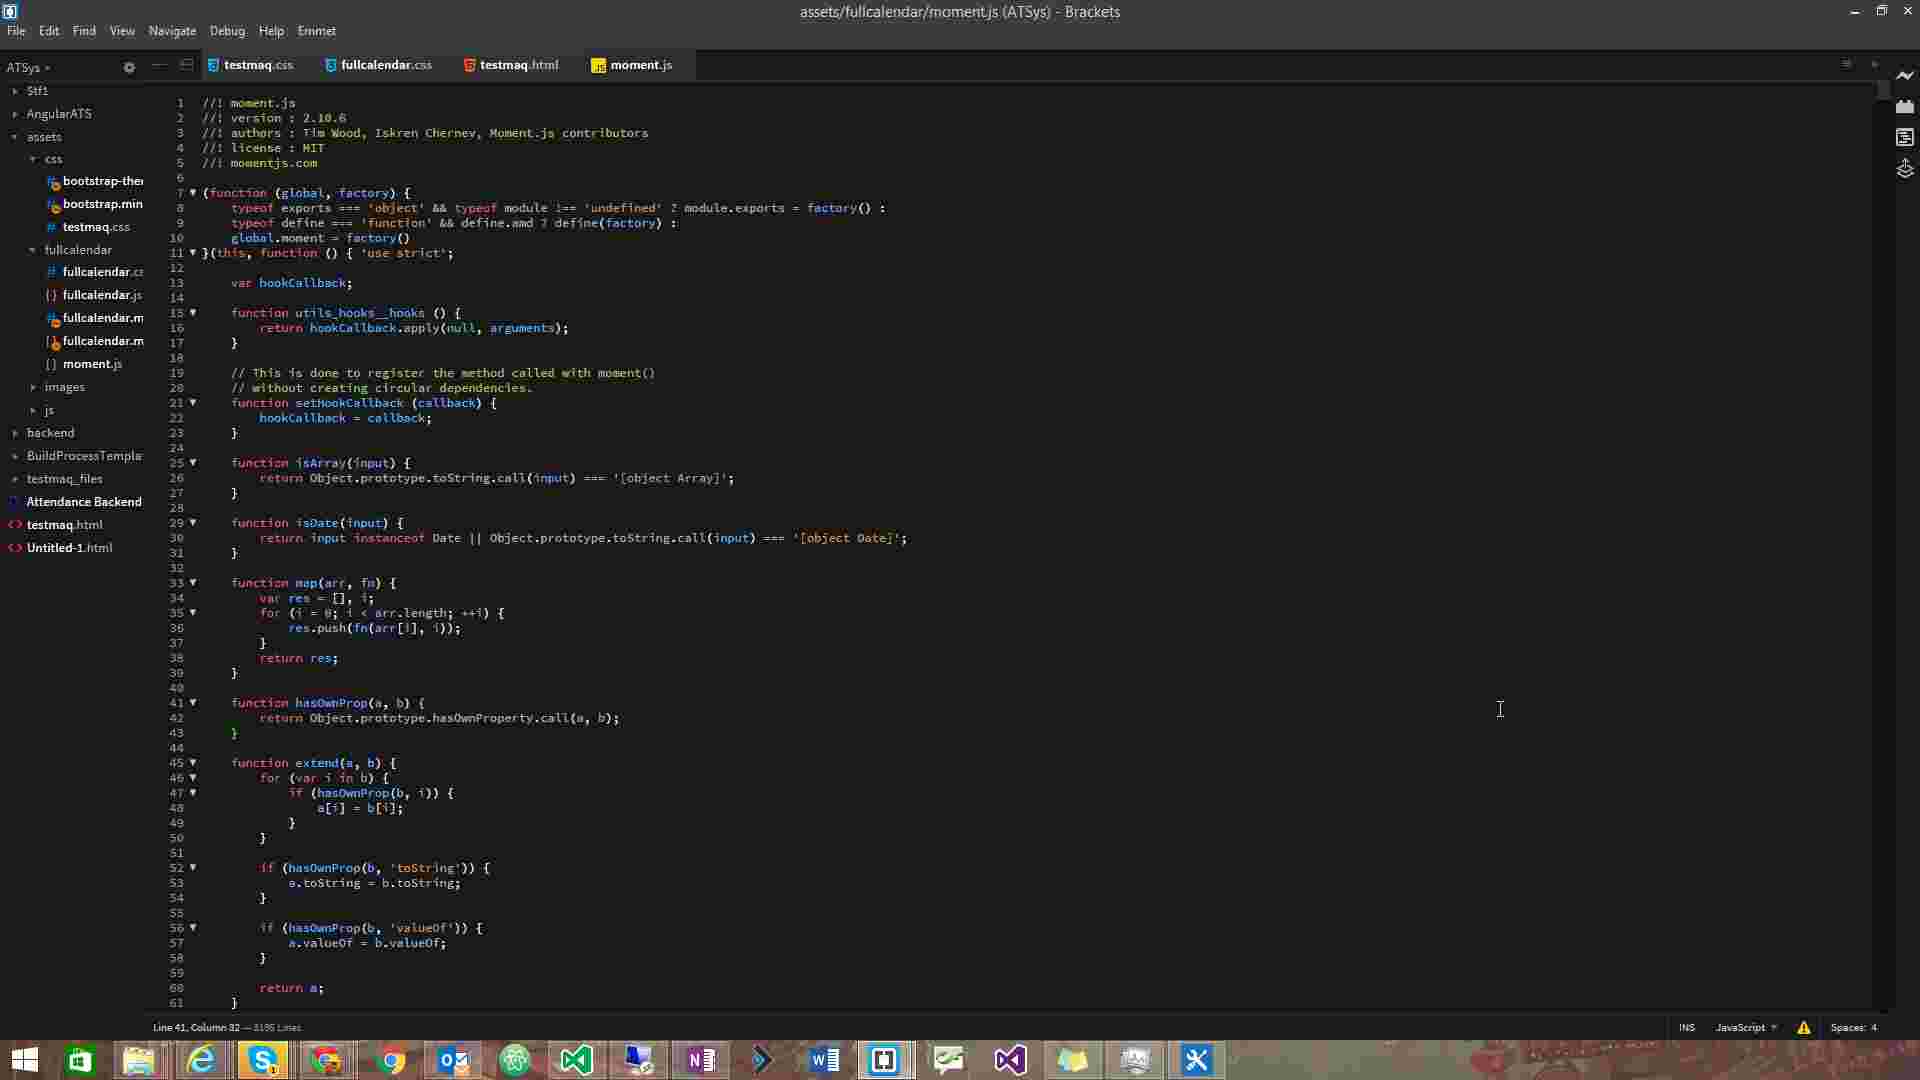 assets/fullcalendar/moment.js (ATSys) - Brackets
File Edit Find View Navigate Debug Help Emmet
ATSys
testmaq.css fullcalendar.css testmaq.html moment.js
Stf1
AngularATS
assets
css
bootstrap-ther
bootstrap.min
testmaq.css
fullcalendar
fullcalendar.cs
fullcalendar.js
fullcalendar.m
fullcalendar.m
moment.js
images
js
backend
BuildProcessTempla
testmaq_files
Attendance Backend
testmaq.html
Untitled-1.html
1 //! moment.js
2 //! version : 2.10.6
3 //! authors : Tim Wood, Iskren Chernev, Moment.js contributors
4 //! license : MIT
5 //! momentjs.com
6
7 (function (global, factory) {
8 typeof exports === 'object' && typeof module !== 'undefined' ? module.exports = factory() :
9 typeof define === 'function' && define.amd ? define(factory) :
10 global.moment = factory()
11 }(this, function () { 'use strict';
12
13 var hookCallback;
14
15 function utils_hooks__hooks () {
16 return hookCallback.apply(null, arguments);
17 }
18
19 // This is done to register the method called with moment()
20 // without creating circular dependencies.
21 function setHookCallback (callback) {
22 hookCallback = callback;
23 }
24
25 function isArray(input) {
26 return Object.prototype.toString.call(input) === '[object Array]';
27 }
28
29 function isDate(input) {
30 return input instanceof Date || Object.prototype.toString.call(input) === '[object Date]';
31 }
32
33 function map(arr, fn) {
34 var res = [], i;
35 for (i = 0; i < arr.length; ++i) {
36 res.push(fn(arr[i], i));
37 }
38 return res;
39 }
40
41 function hasOwnProp(a, b) {
42 return Object.prototype.hasOwnProperty.call(a, b);
43 }
44
45 function extend(a, b) {
46 for (var i in b) {
47 if (hasOwnProp(b, i)) {
48 a[i] = b[i];
49 }
50 }
51
52 if (hasOwnProp(b, 'toString')) {
53 a.toString = b.toString;
54 }
55
56 if (hasOwnProp(b, 'valueOf')) {
57 a.valueOf = b.valueOf;
58 }
59
60 return a;
61 }
Line 41, Column 32 — 3195 Lines
INS JavaScript Spaces: 4